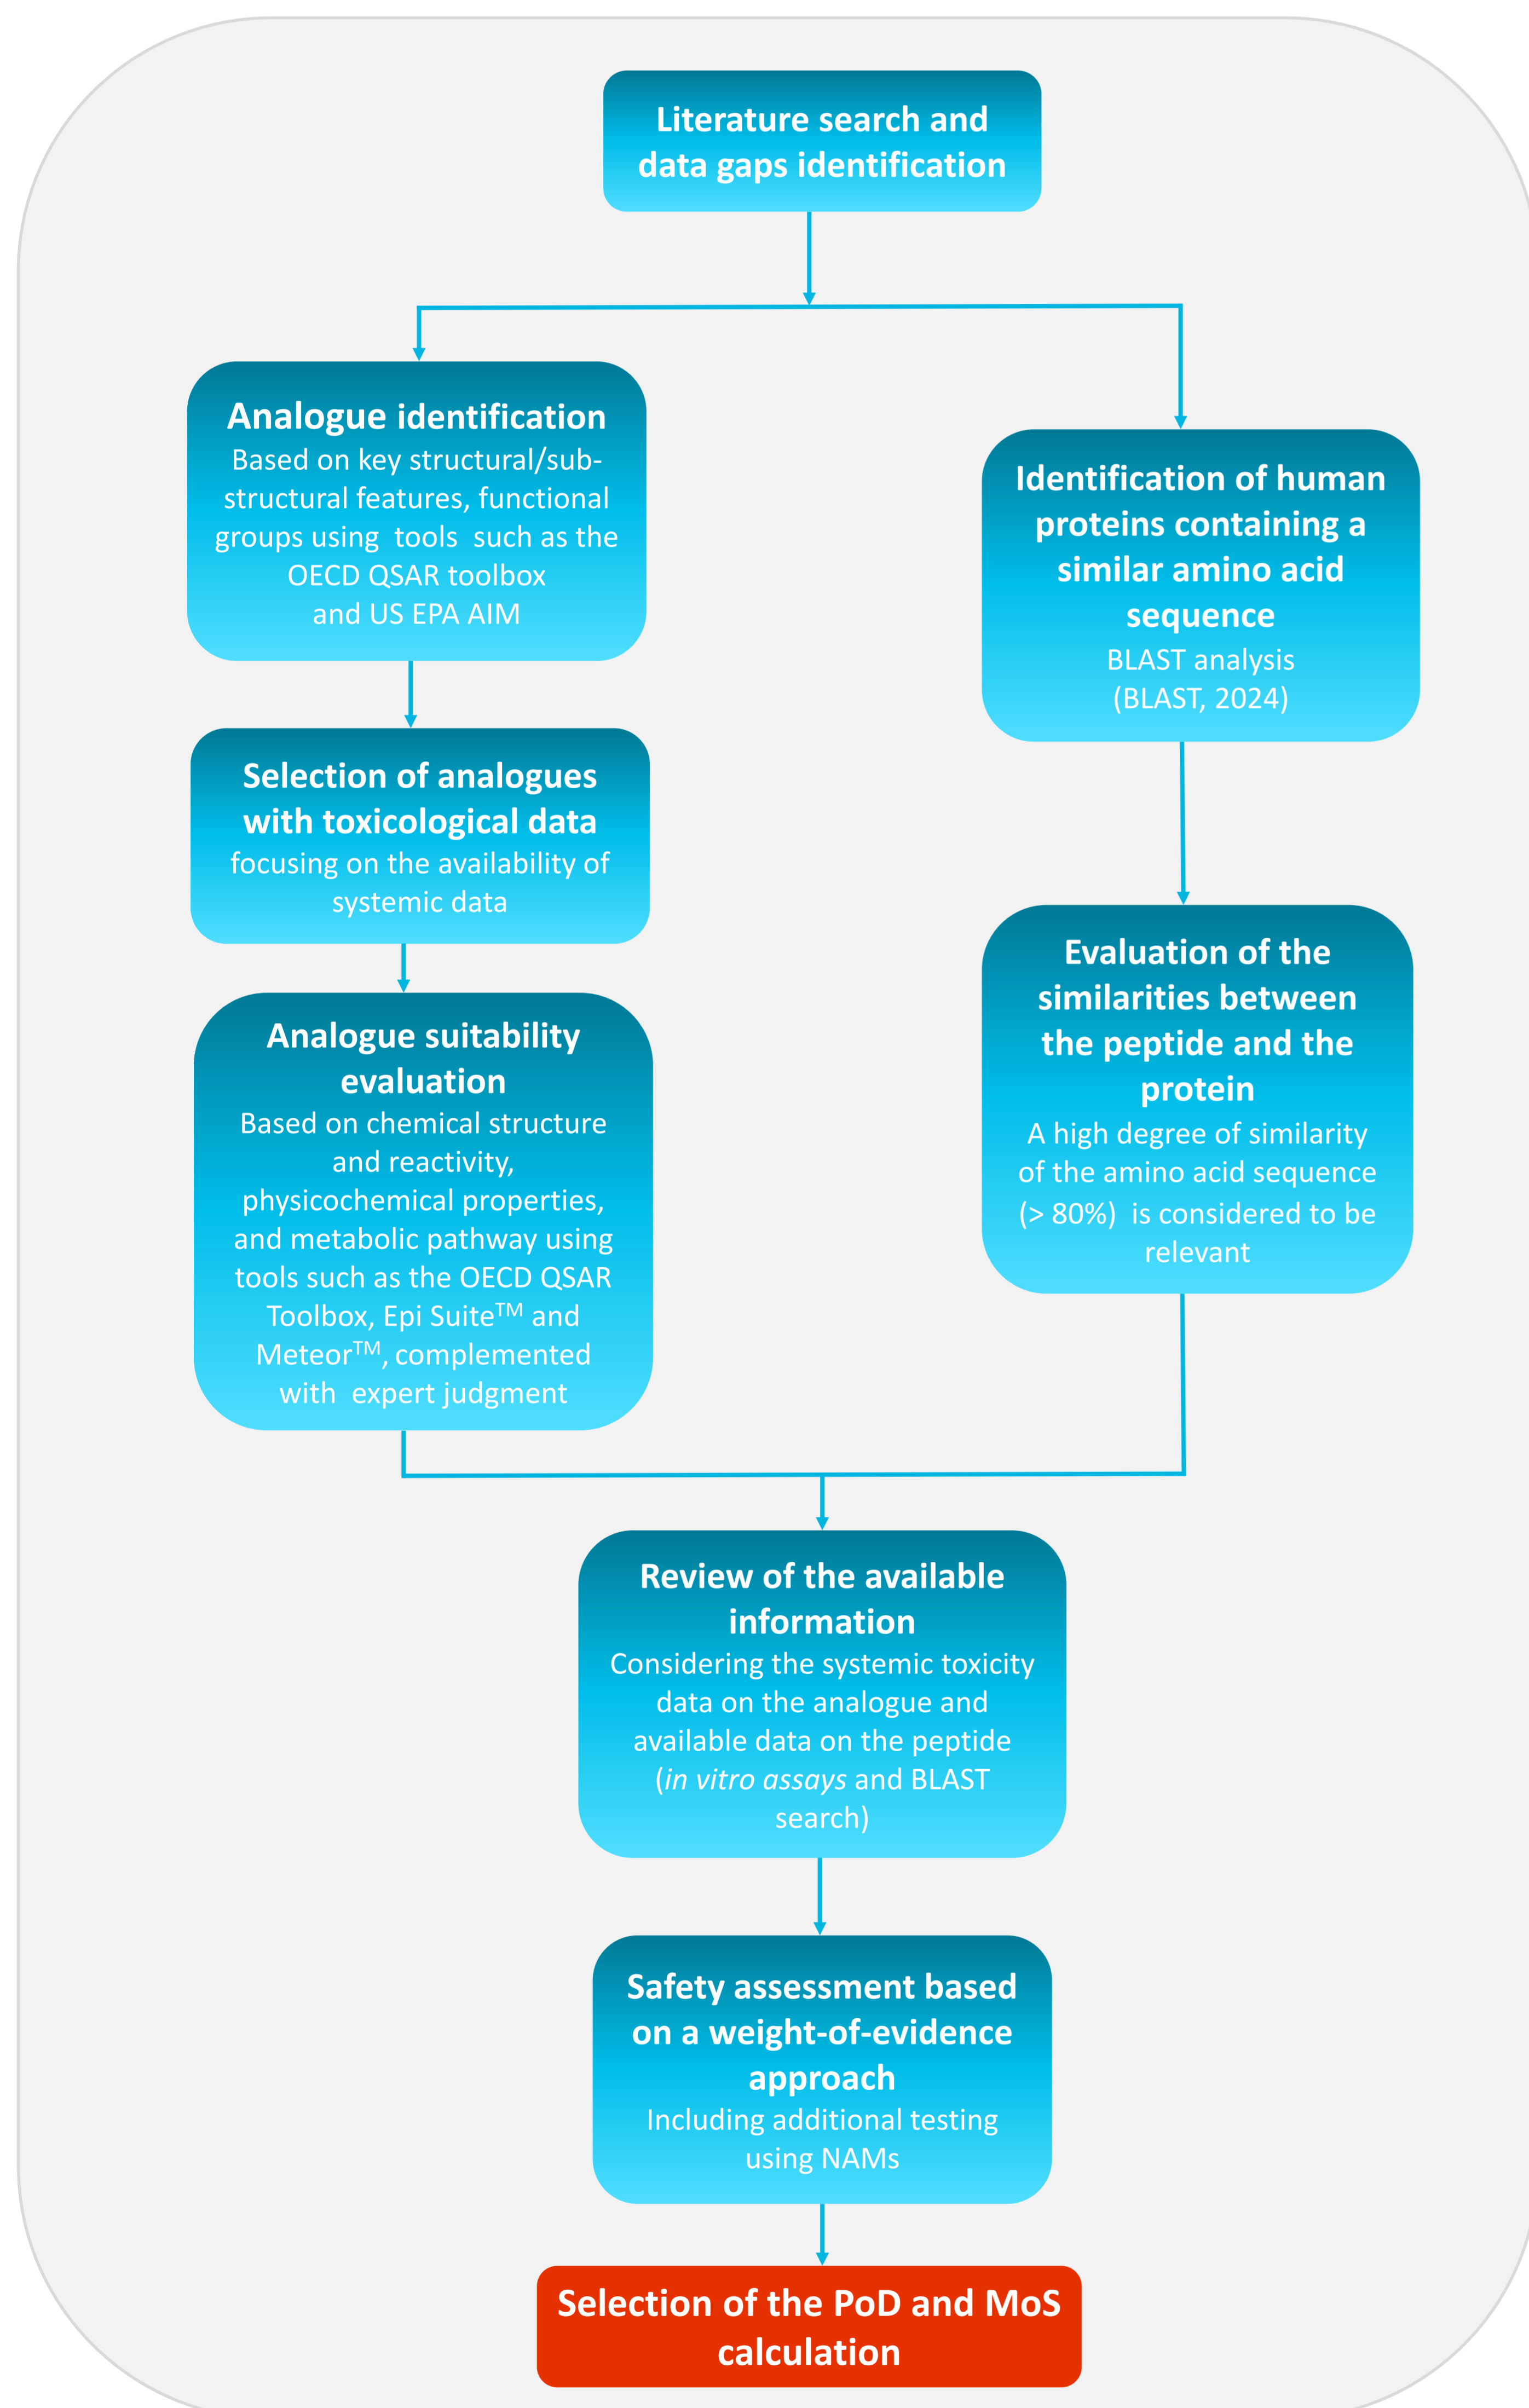 Literature search and
data gaps identification
Analogue identification
Based on key structural/sub-
structural features, functional
groups using tools such as the
OECD QSAR toolbox
and US EPA AIM
Selection of analogues
with toxicological data
focusing on the availability of
systemic data
Analogue suitability
evaluation
Based on chemical structure
and reactivity,
physicochemical properties,
and metabolic pathway using
tools such as the OECD QSAR
Toolbox, Epi Suite™ and
Meteor™, complemented
with expert judgment
Identification of human
proteins containing a
similar amino acid
sequence
BLAST analysis
(BLAST, 2024)
Evaluation of the
similarities between
the peptide and the
protein
A high degree of similarity
of the amino acid sequence
(> 80%) is considered to be
relevant
Review of the available
information
Considering the systemic toxicity
data on the analogue and
available data on the peptide
(in vitro assays and BLAST
search)
Safety assessment based
on a weight-of-evidence
approach
Including additional testing
using NAMs
Selection of the PoD and MoS
calculation